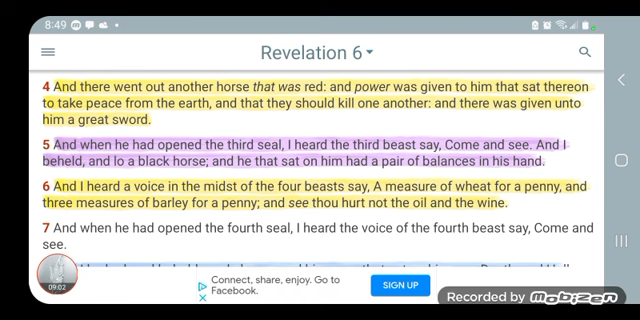 8:49
Revelation 6
4 And there went out another horse that was red: and power was given to him that sat thereon
to take peace from the earth, and that they should kill one another: and there was given unto
him a great sword.
5 And when he had opened the third seal, I heard the third beast say, Come and see. And I
beheld, and lo a black horse; and he that sat on him had a pair of balances in his hand.
6 And I heard a voice in the midst of the four beasts say, A measure of wheat for a penny, and
three measures of barley for a penny; and see thou hurt not the oil and the wine.
7 And when he had opened the fourth seal, I heard the voice of the fourth beast say, Come and
see.
09:02
Connect, share, enjoy. Go to
Facebook.
SIGN UP
Recorded by Mobizen